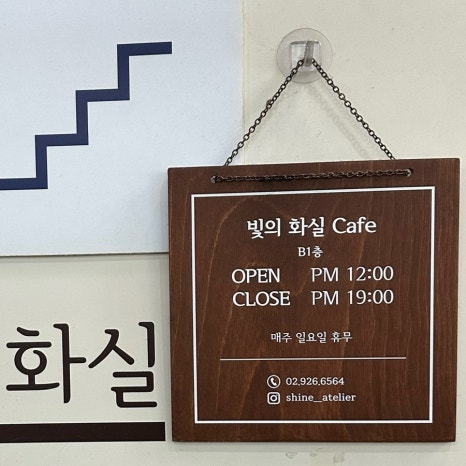 빛의 화실 Cafe
B1층
OPEN PM 12:00
CLOSE PM 19:00
매주 일요일 휴무
02.926.6564
shine_atelier
화실